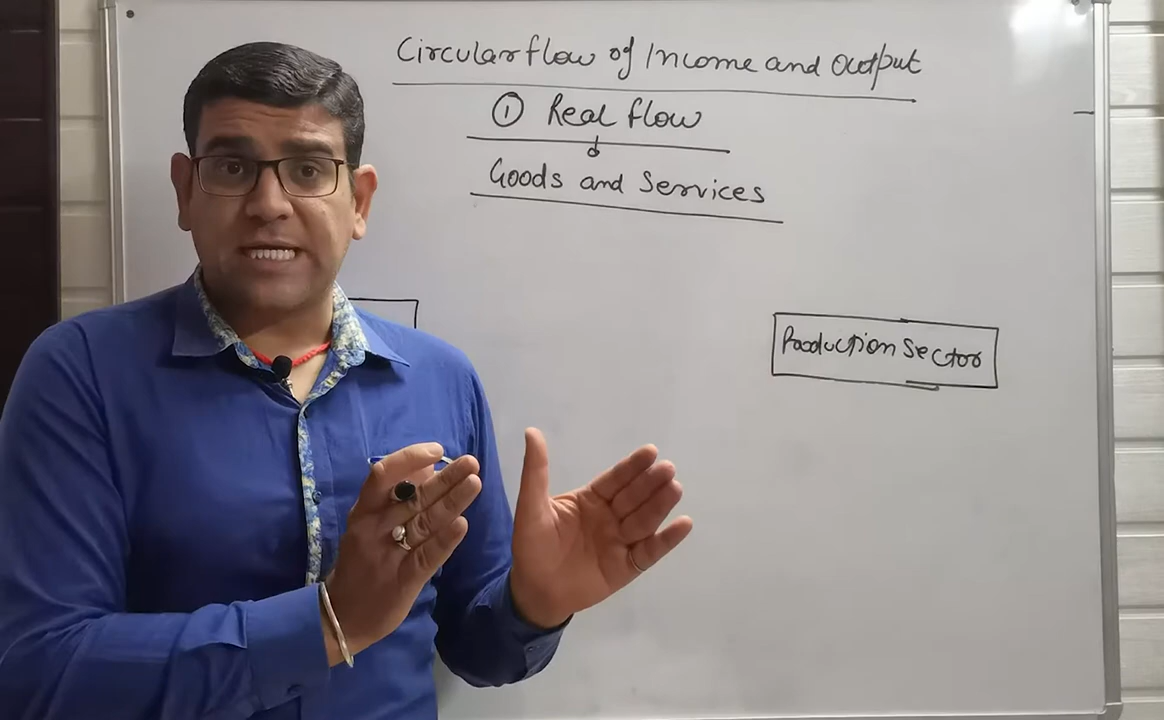 Circular flow of Income and Output
① Real flow
Goods and Services
Production Sector